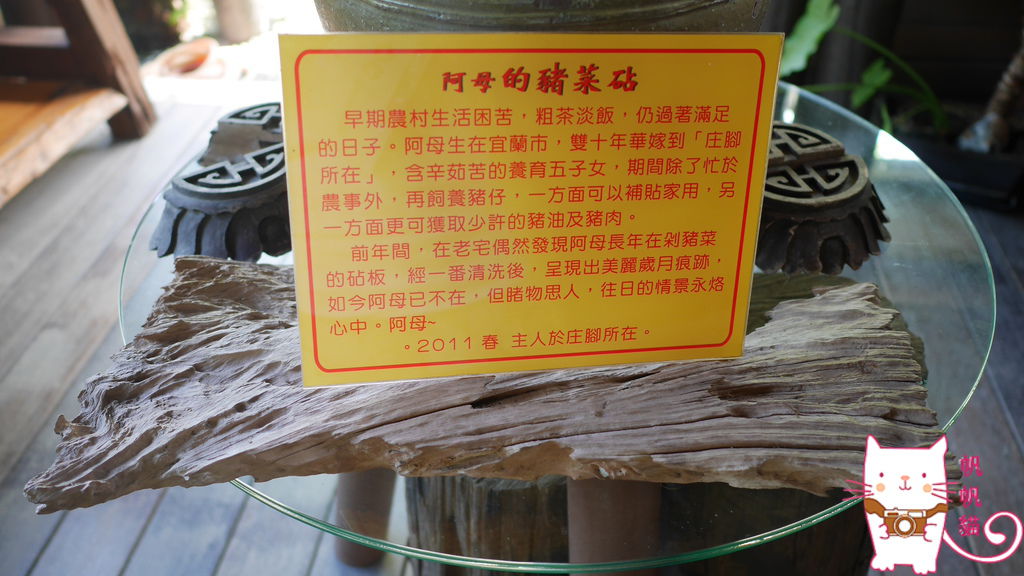 阿母的豬菜砧
早期農村生活困苦，粗茶淡飯，仍過著滿足
的日子。阿母生在宜蘭市，雙十年華嫁到「庄腳
所在」，含辛茹苦的養育五子女，期間除了忙於
農事外，再飼養豬仔，一方面可以補貼家用，另
一方面更可獲取少許的豬油及豬肉。
前年間，在老宅偶然發現阿母長年在剁豬菜
的砧板，經一番清洗後，呈現出美麗歲月痕跡，
如今阿母已不在，但睹物思人，往日的情景永烙
心中。阿母~
。2011 春 主人於庄腳所在。
帆帆貓